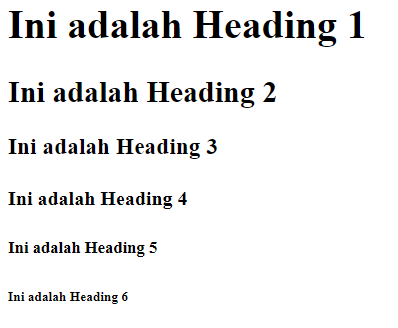 Ini adalah Heading 1
Ini adalah Heading 2
Ini adalah Heading 3
Ini adalah Heading 4
Ini adalah Heading 5
Ini adalah Heading 6